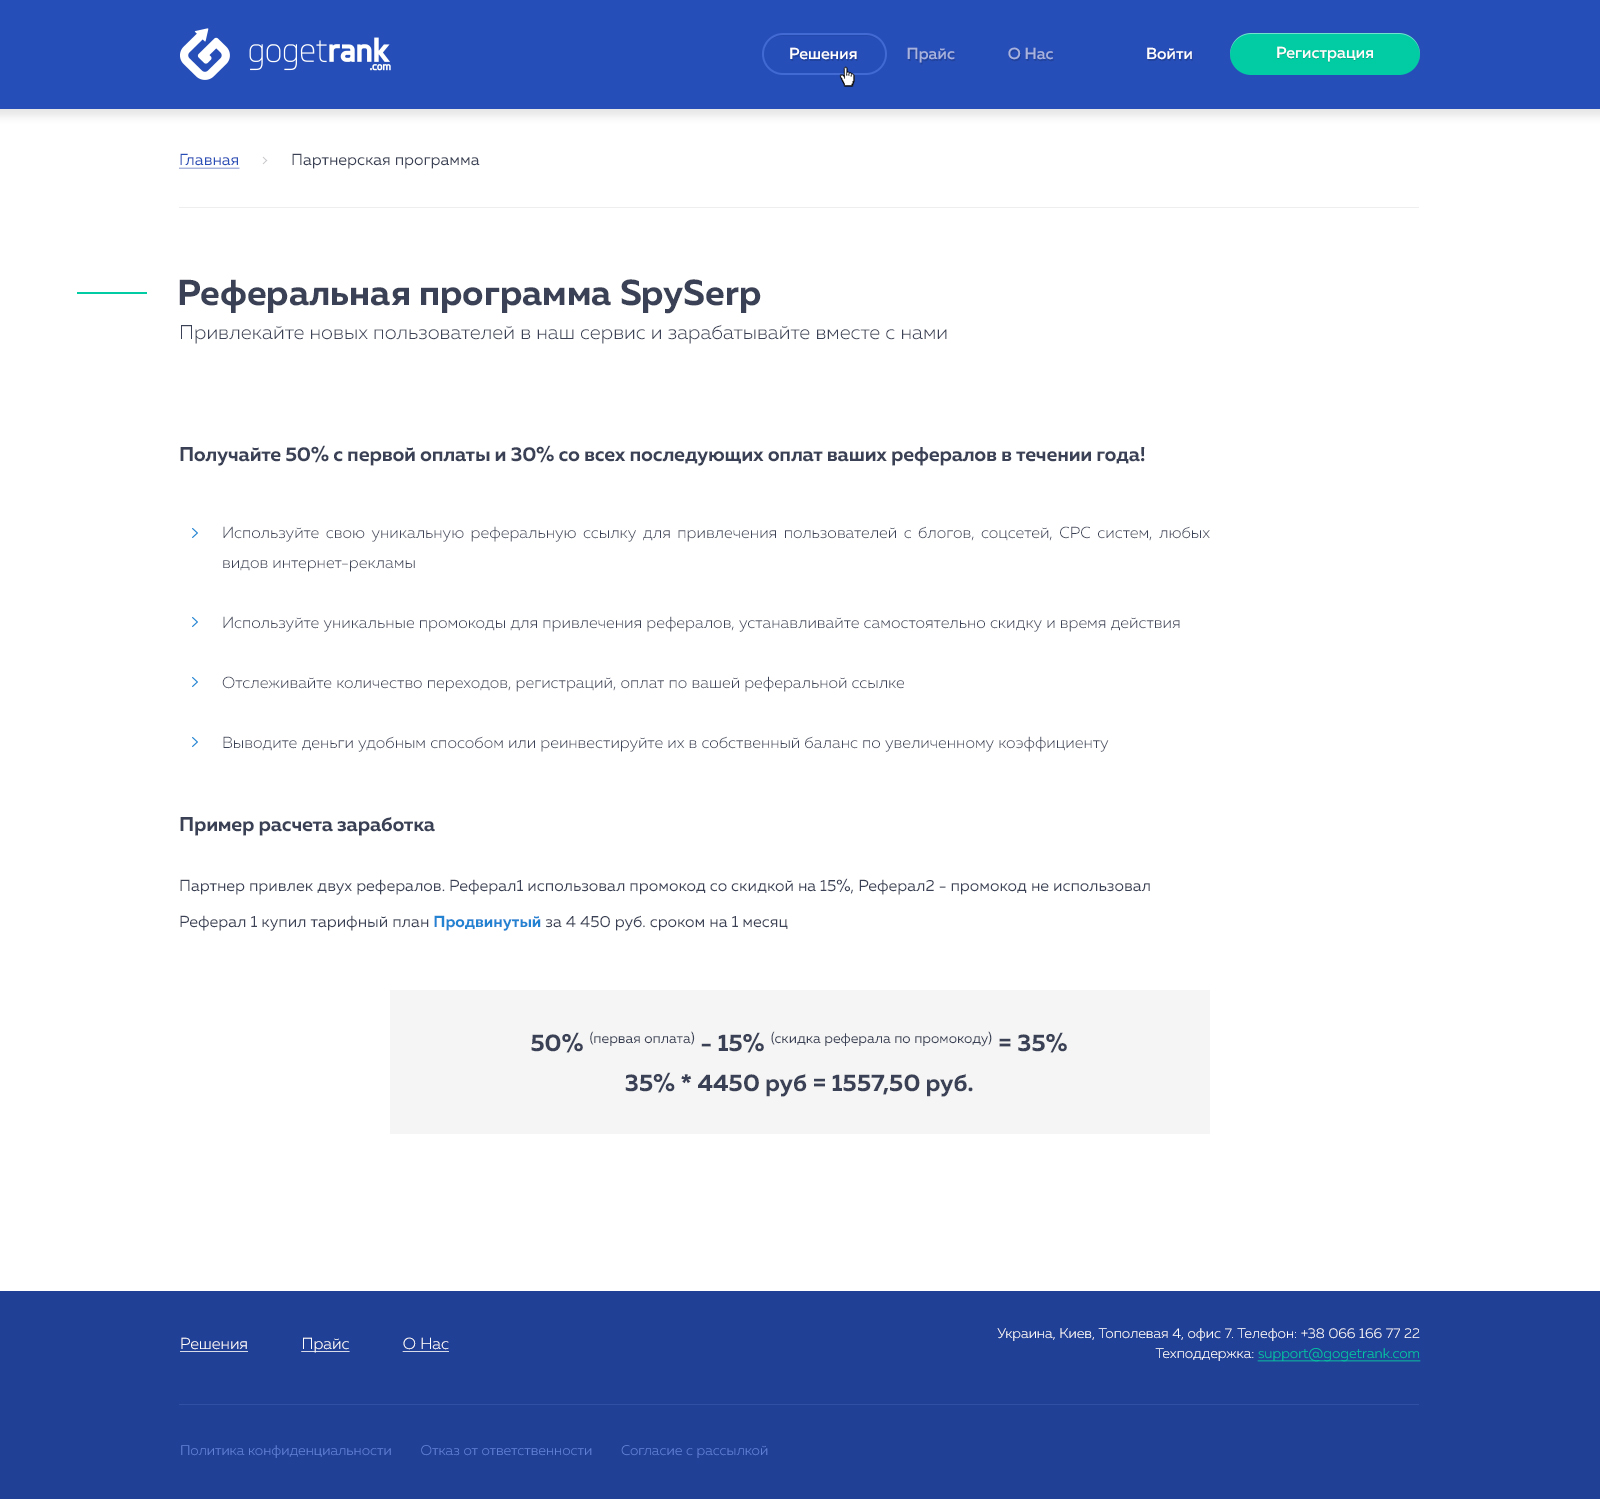 gogetrank
.com
Решения
Прайс
О Нас
Войти
Регистрация
Главная
Партнерская программа
Реферальная программа SpySerp
Привлекайте новых пользователей в наш сервис и зарабатывайте вместе с нами
Получайте 50% с первой оплаты и 30% со всех последующих оплат ваших рефералов в течении года!
Используйте свою уникальную реферальную ссылку для привлечения пользователей с блогов, соцсетей, СРС систем, любых
видов интернет-рекламы
Используйте уникальные промокоды для привлечения рефералов, устанавливайте самостоятельно скидку и время действия
Отслеживайте количество переходов, регистраций, оплат по вашей реферальной ссылке
Выводите деньги удобным способом или реинвестируйте их в собственный баланс по увеличенному коэффициенту
Пример расчета заработка
Партнер привлек двух рефералов. Реферал1 использовал промокод со скидкой на 15%, Реферал2 - промокод не использовал
Реферал 1 купил тарифный план Продвинутый за 4 450 руб. сроком на 1 месяц
50% (первая оплата) - 15% (скидка реферала по промокоду) = 35%
35% * 4450 руб = 1557,50 руб.
Решения
Прайс
О Нас
Украина, Киев, Тополевая 4, офис 7. Телефон: +38 066 166 77 22
Техподдержка: support@gogetrank.com
Политика конфиденциальности
Отказ от ответственности
Согласие с рассылкой